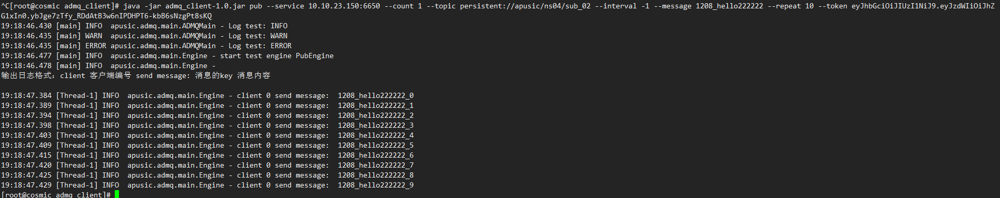 ^C[root@cosmic admq_client]# java -jar admq_client-1.0.jar pub --service 10.10.23.150:6650 --count 1 --topic persistent://apusic/ns04/sub_02 --interval -1 --message 1208_hello222222 --repeat 10 --token eyJhbGciOiJIUzI1NiJ9.eyJzdWIiOiJhZ
G1xIn0.ybJge7zTfy_RDdAtB3w6nIPDHPT6-kbB6sNzgPt8sKQ
19:18:46.430 [main] INFO  apusic.admq.main.ADMQMain - Log test: INFO
19:18:46.435 [main] WARN  apusic.admq.main.ADMQMain - Log test: WARN
19:18:46.435 [main] ERROR apusic.admq.main.ADMQMain - Log test: ERROR
19:18:46.477 [main] INFO  apusic.admq.main.Engine - start test engine PubEngine
19:18:46.478 [main] INFO  apusic.admq.main.Engine -
输出日志格式：client 客户端编号 send message: 消息的key 消息内容
19:18:47.384 [Thread-1] INFO  apusic.admq.main.Engine - client 0 send message:  1208_hello222222_0
19:18:47.389 [Thread-1] INFO  apusic.admq.main.Engine - client 0 send message:  1208_hello222222_1
19:18:47.394 [Thread-1] INFO  apusic.admq.main.Engine - client 0 send message:  1208_hello222222_2
19:18:47.398 [Thread-1] INFO  apusic.admq.main.Engine - client 0 send message:  1208_hello222222_3
19:18:47.403 [Thread-1] INFO  apusic.admq.main.Engine - client 0 send message:  1208_hello222222_4
19:18:47.409 [Thread-1] INFO  apusic.admq.main.Engine - client 0 send message:  1208_hello222222_5
19:18:47.415 [Thread-1] INFO  apusic.admq.main.Engine - client 0 send message:  1208_hello222222_6
19:18:47.420 [Thread-1] INFO  apusic.admq.main.Engine - client 0 send message:  1208_hello222222_7
19:18:47.425 [Thread-1] INFO  apusic.admq.main.Engine - client 0 send message:  1208_hello222222_8
19:18:47.429 [Thread-1] INFO  apusic.admq.main.Engine - client 0 send message:  1208_hello222222_9
[root@cosmic admq_client]#